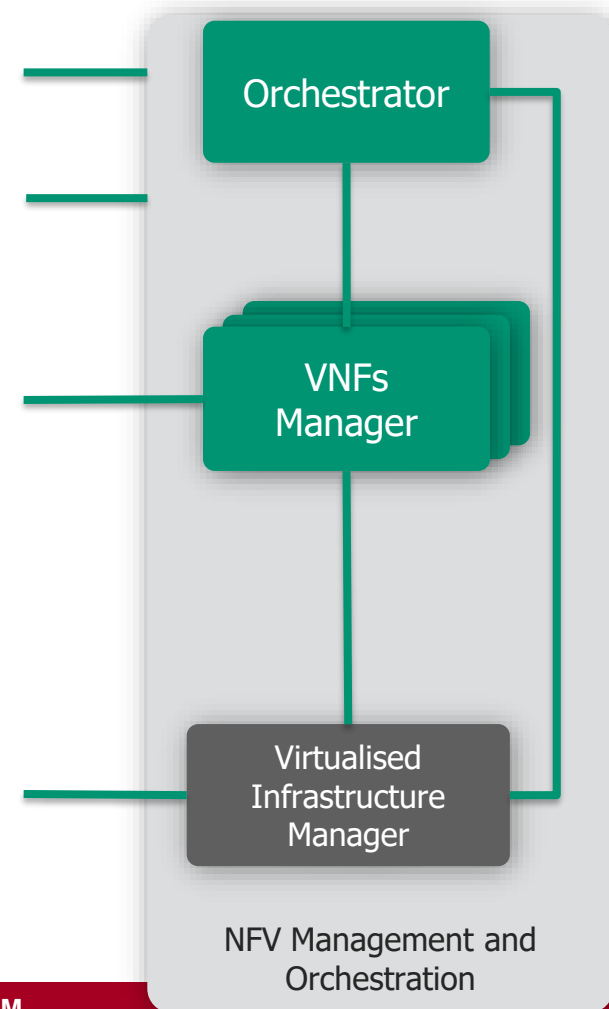 Orchestrator
VNFs
Manager
Virtualised
Infrastructure
Manager
NFV Management and
Orchestration
M